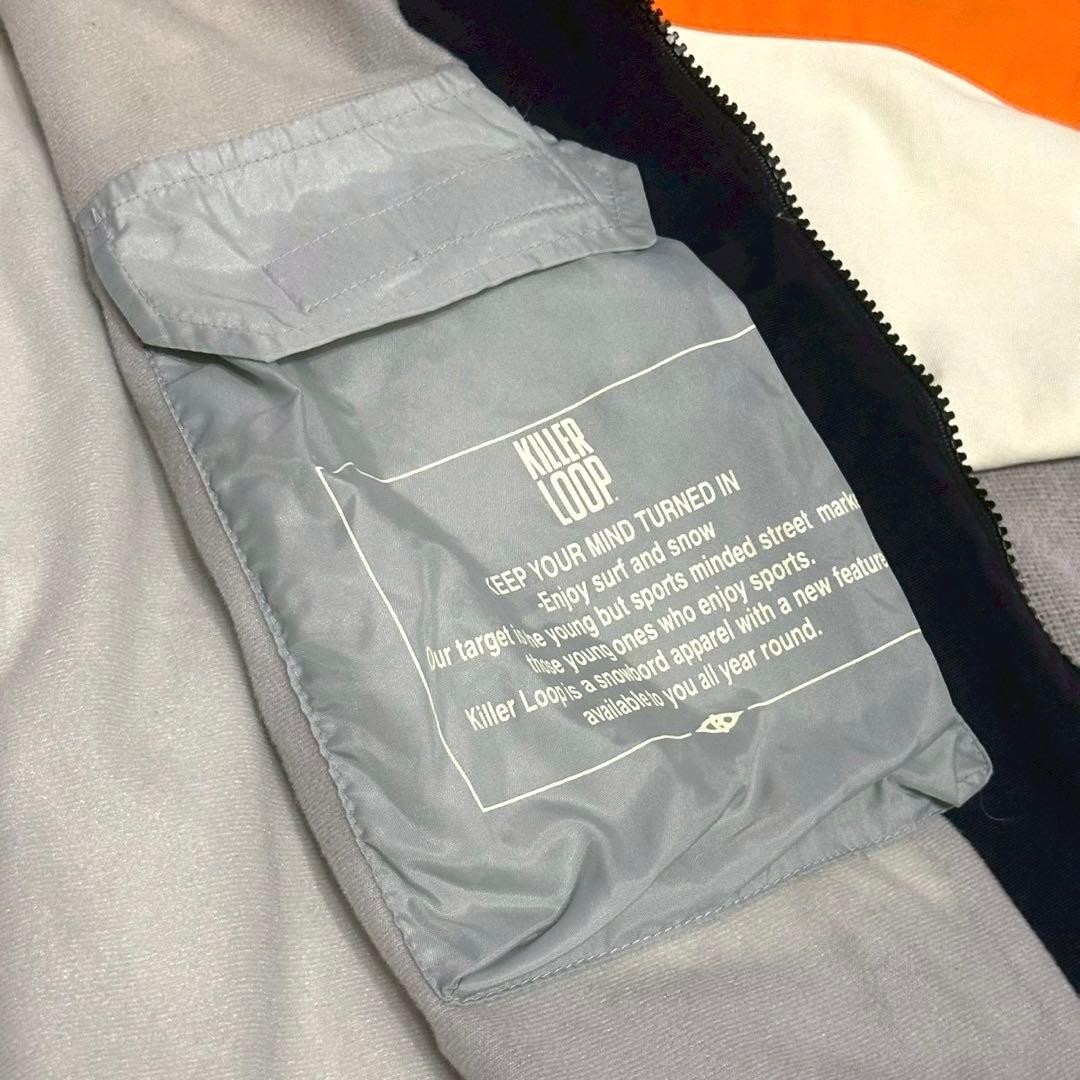 KILLER
LOOP
KEEP YOUR MIND TURNED IN
-Enjoy surf and snow
Our target is the young but sports minded street
those young ones who enjoy sports.
Killer Loop is a snowbord apparel with a new feature
available to you all year round.